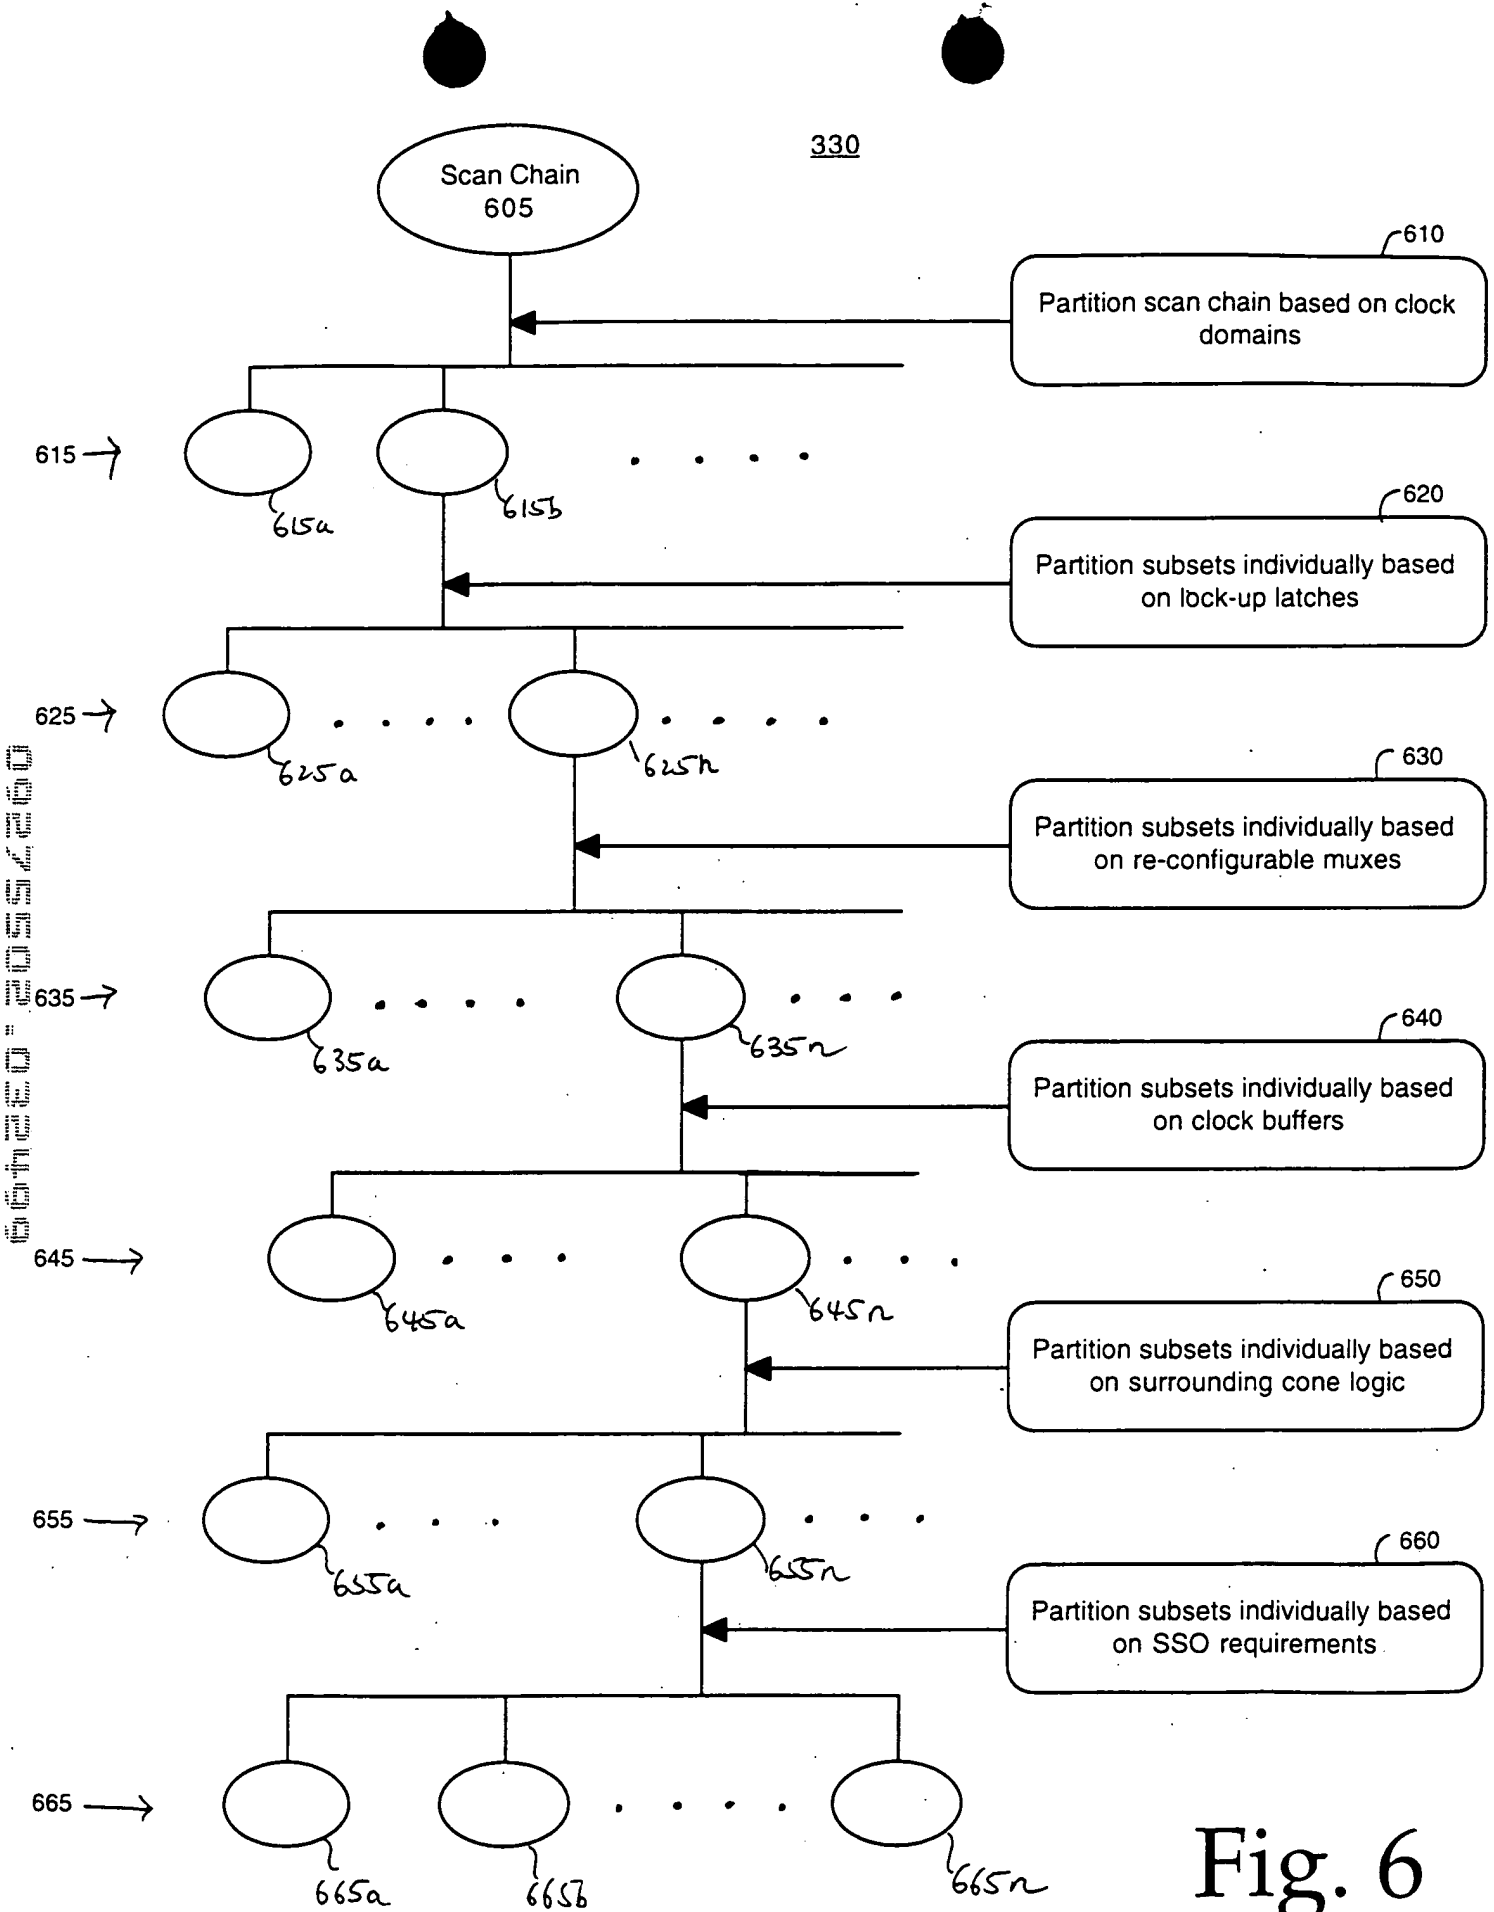 330
Scan Chain
605
610
Partition scan chain based on clock
domains
615
615a
615b
620
Partition subsets individually based
on lock-up latches
625
625a
625n
630
Partition subsets individually based
on re-configurable muxes
635
635a
635n
640
Partition subsets individually based
on clock buffers
645
645a
645n
650
Partition subsets individually based
on surrounding cone logic
655
655a
655n
660
Partition subsets individually based
on SSO requirements
665
665a
665b
665n
Fig. 6